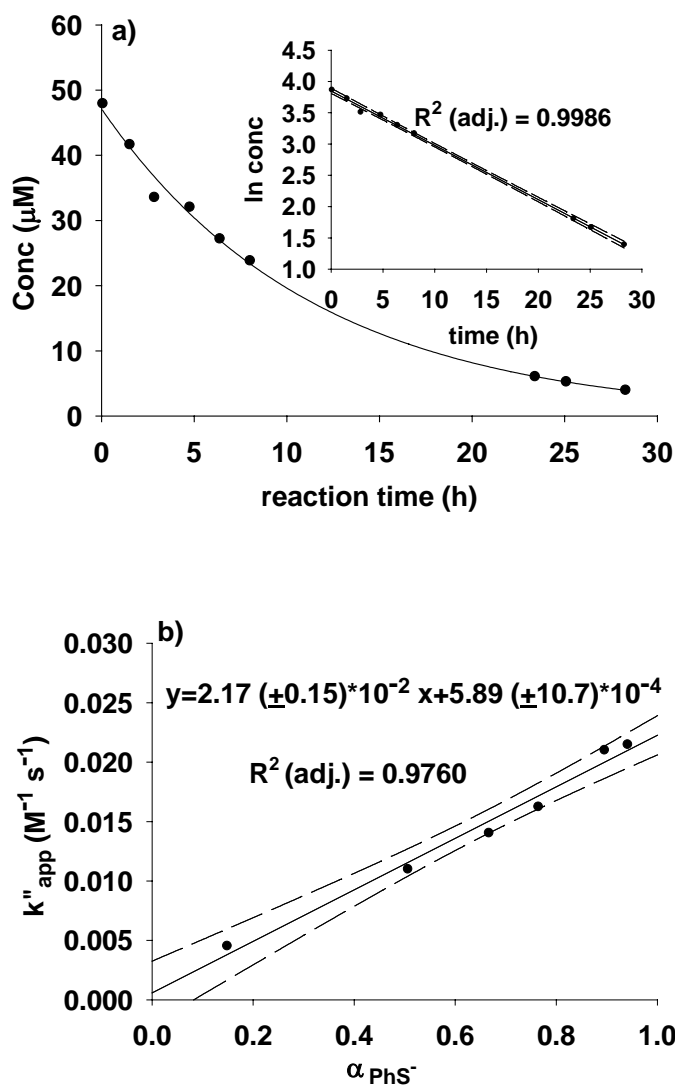 a)
60
50
40
30
20
10
0
Conc (μM)
0 5 10 15 20 25 30
reaction time (h)
4.5
4.0
3.5
3.0
2.5
2.0
1.5
1.0
ln conc
R² (adj.) = 0.9986
0 5 10 15 20 25 30
time (h)
b)
0.030
0.025
0.020
0.015
0.010
0.005
0.000
k"app (M⁻¹ s⁻¹)
y=2.17 (±0.15)*10⁻² x+5.89 (±10.7)*10⁻⁴
R² (adj.) = 0.9760
0.0 0.2 0.4 0.6 0.8 1.0
α PhS⁻